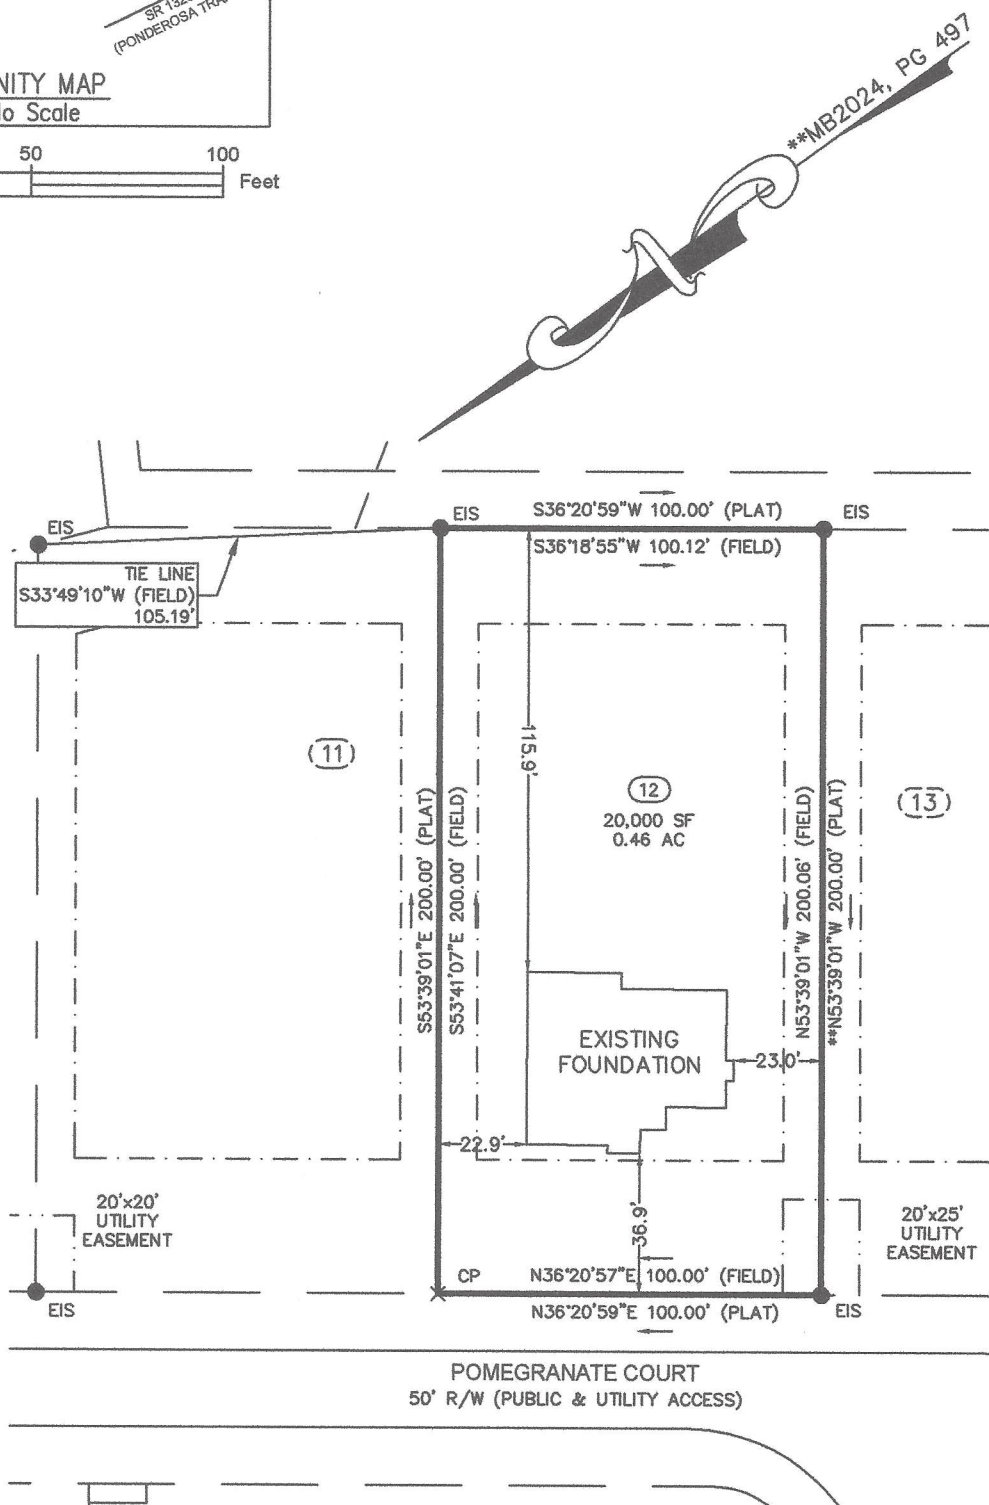 SR 132
(PONDEROSA TRA
NITY MAP
No Scale
50 100
Feet
**MB2024, PG 497
N
EIS
EIS
EIS
S36°20'59"W 100.00' (PLAT)
S36°18'55"W 100.12' (FIELD)
TIE LINE
S33°49'10"W (FIELD)
105.19'
115.9'
11
12
20,000 SF
0.46 AC
13
S53°39'01"E 200.00' (PLAT)
S53°41'07"E 200.00' (FIELD)
N53°39'01"W 200.06' (FIELD)
**N53°39'01"W 200.00' (PLAT)
EXISTING
FOUNDATION
23.0'
22.9'
36.9'
20'x20'
UTILITY
EASEMENT
20'x25'
UTILITY
EASEMENT
CP
N36°20'57"E 100.00' (FIELD)
N36°20'59"E 100.00' (PLAT)
EIS
EIS
POMEGRANATE COURT
50' R/W (PUBLIC & UTILITY ACCESS)